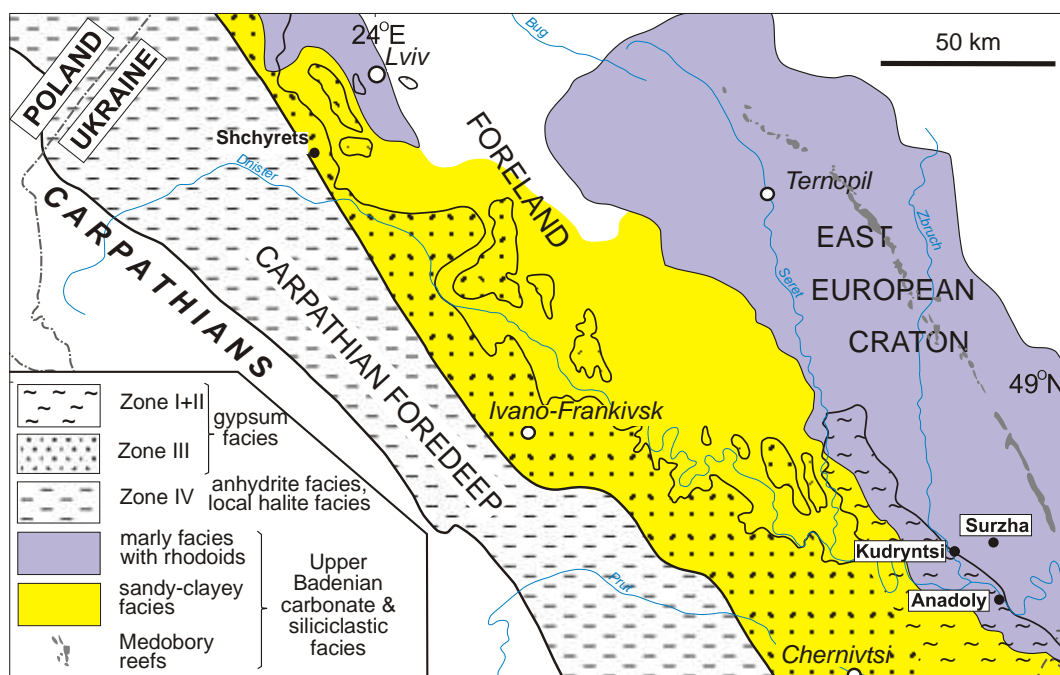 24°E
Lviv
Bug
50 km
POLAND
UKRAINE
Shchyrets
Dnister
FORELAND
Ternopil
Zbruch
EAST
EUROPEAN
CRATON
Seret
CARPATHIANS
CARPATHIAN FOREDEEP
49°N
Ivano-Frankivsk
Surzha
Kudryntsi
Anadoly
Prut
Chernivtsi
Zone I+II
Zone III
gypsum
facies
Zone IV
anhydrite facies,
local halite facies
marly facies
with rhodoids
sandy-clayey
facies
Medobory
reefs
Upper
Badenian
carbonate &
siliciclastic
facies